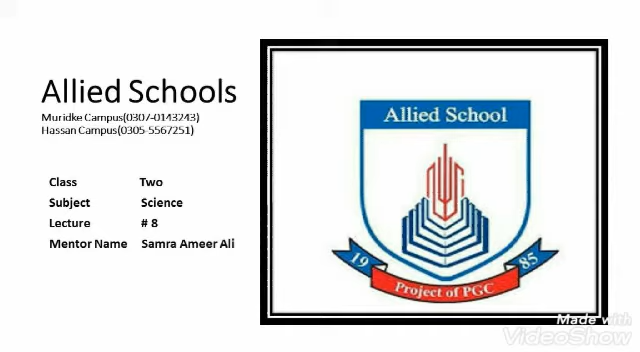 Allied Schools
Muridke Campus(0307-0143243)
Hassan Campus(0305-5567251)
Class Two
Subject Science
Lecture # 8
Mentor Name Samra Ameer Ali
Allied School
19 85
Project of PGC
Made with
VideoShow